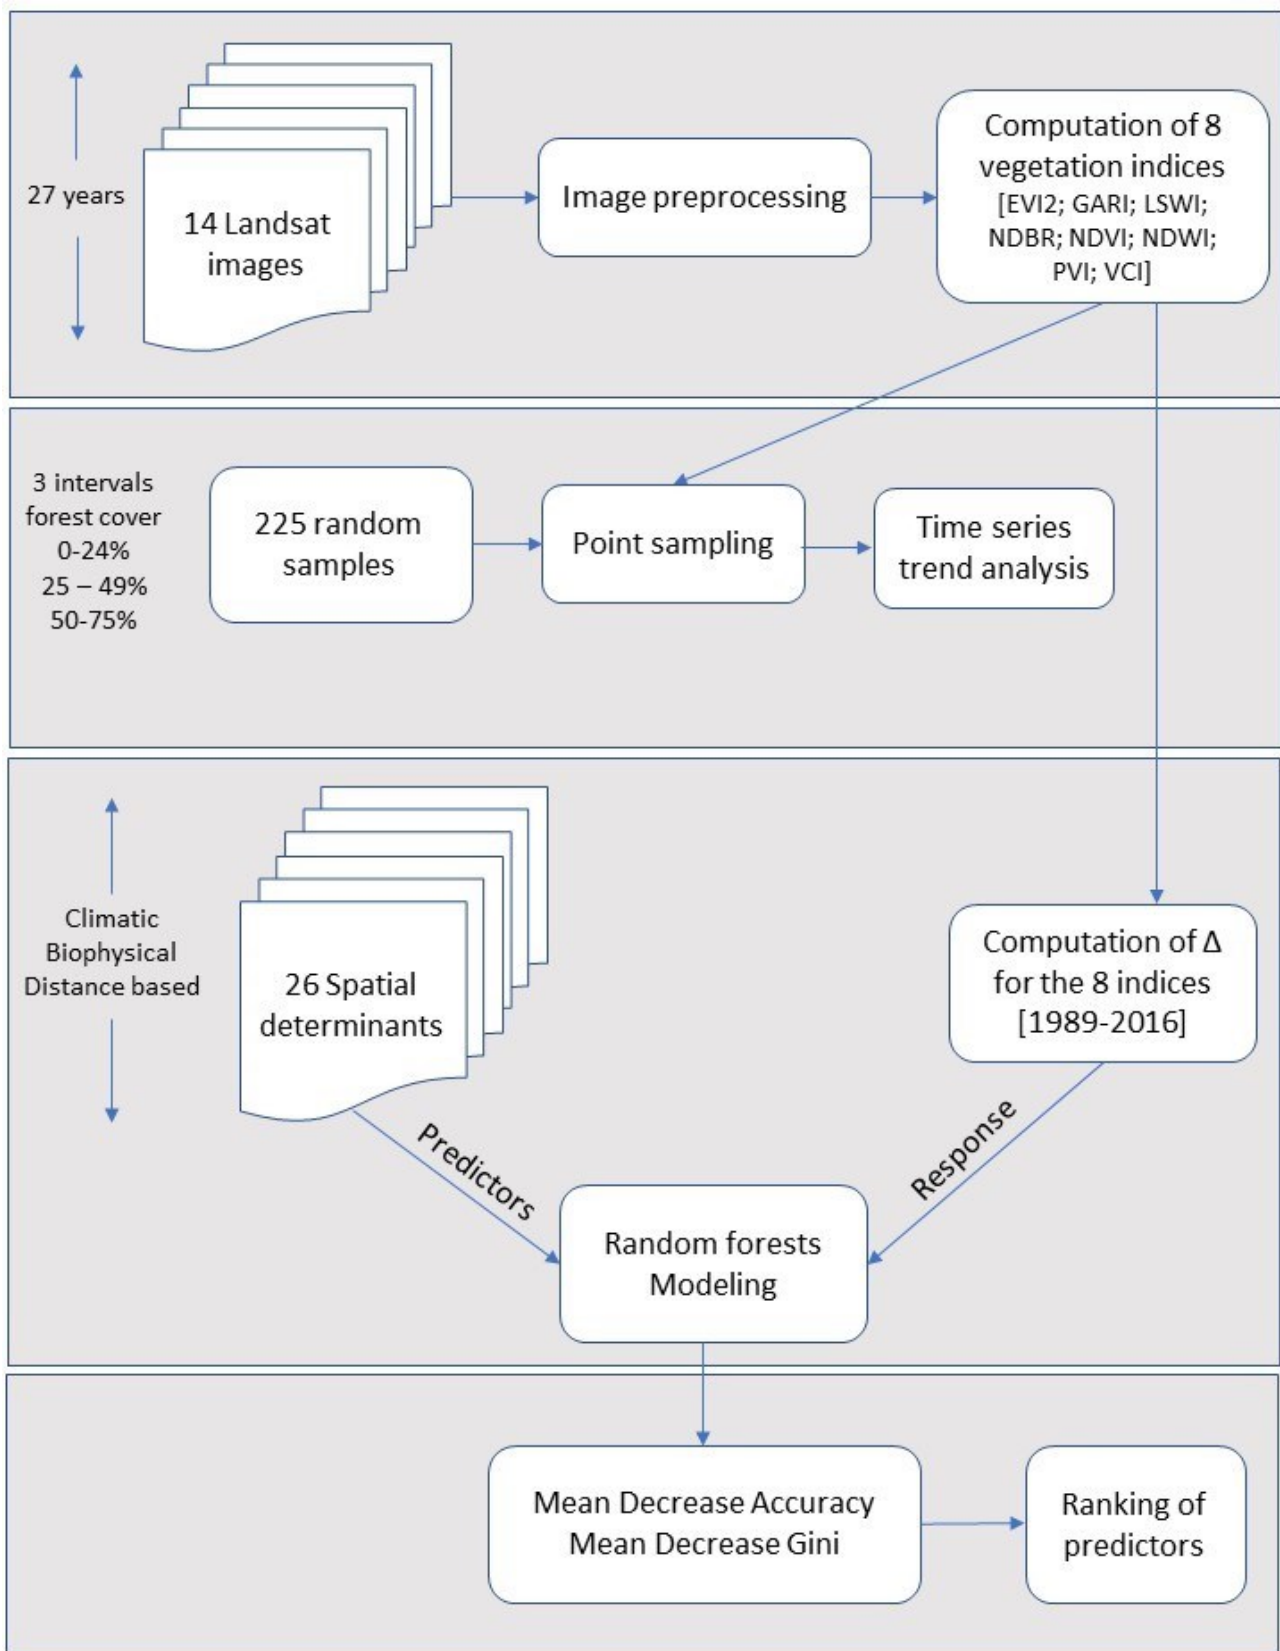 27 years
14 Landsat
images
Image preprocessing
Computation of 8
vegetation indices
[EVI2; GARI; LSWI;
NDBR; NDVI; NDWI;
PVI; VCI]
3 intervals
forest cover
0-24%
25 – 49%
50-75%
225 random
samples
Point sampling
Time series
trend analysis
Climatic
Biophysical
Distance based
26 Spatial
determinants
Computation of Δ
for the 8 indices
[1989-2016]
Predictors
Response
Random forests
Modeling
Mean Decrease Accuracy
Mean Decrease Gini
Ranking of
predictors